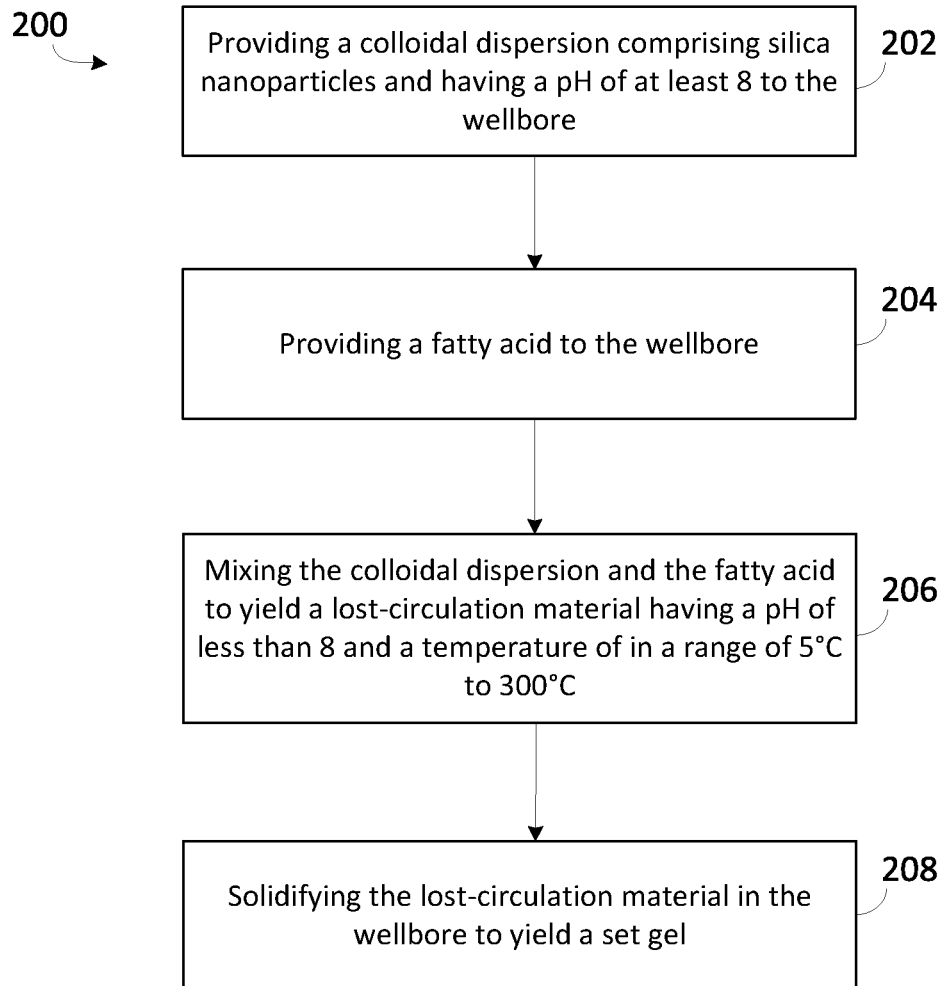 200
Providing a colloidal dispersion comprising silica
nanoparticles and having a pH of at least 8 to the
wellbore
202
Providing a fatty acid to the wellbore
204
Mixing the colloidal dispersion and the fatty acid
to yield a lost-circulation material having a pH of
less than 8 and a temperature of in a range of 5°C
to 300°C
206
Solidifying the lost-circulation material in the
wellbore to yield a set gel
208